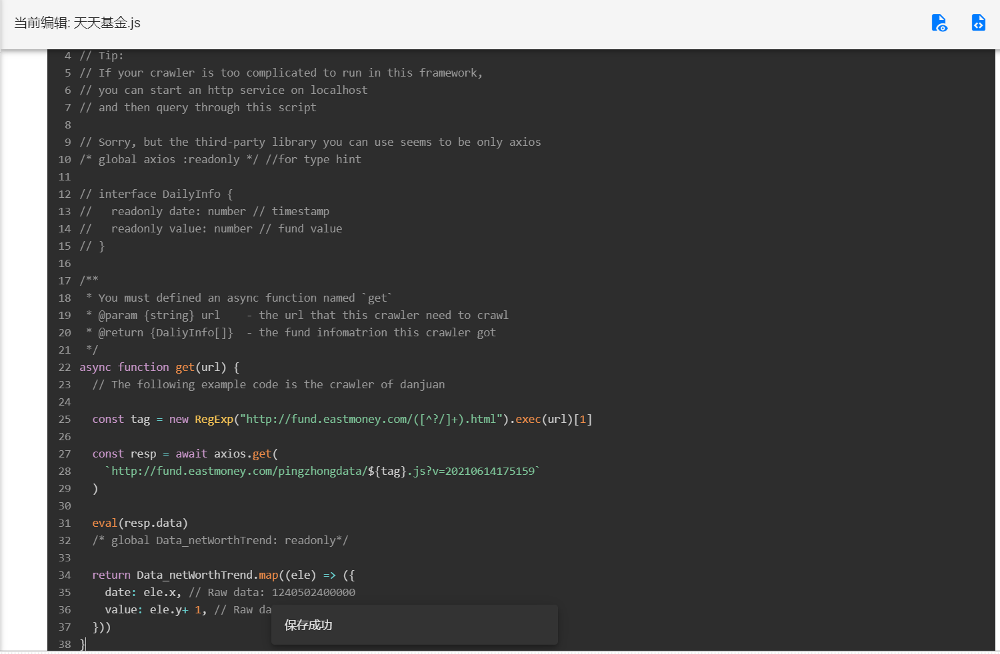 当前编辑: 天天基金.js
4 // Tip:
5 // If your crawler is too complicated to run in this framework,
6 // you can start an http service on localhost
7 // and then query through this script
8
9 // Sorry, but the third-party library you can use seems to be only axios
10 /* global axios :readonly */ //for type hint
11
12 // interface DailyInfo {
13 //   readonly date: number // timestamp
14 //   readonly value: number // fund value
15 // }
16
17 /**
18  * You must defined an async function named `get`
19  * @param {string} url    - the url that this crawler need to crawl
20  * @return {DaliyInfo[]}  - the fund infomatrion this crawler got
21  */
22 async function get(url) {
23   // The following example code is the crawler of danjuan
24
25   const tag = new RegExp("http://fund.eastmoney.com/([^?/]+).html").exec(url)[1]
26
27   const resp = await axios.get(
28     `http://fund.eastmoney.com/pingzhongdata/${tag}.js?v=20210614175159`
29   )
30
31   eval(resp.data)
32   /* global Data_netWorthTrend: readonly*/
33
34   return Data_netWorthTrend.map((ele) => ({
35     date: ele.x, // Raw data: 1240502400000
36     value: ele.y+ 1, // Raw da
37   }))
38 }
保存成功